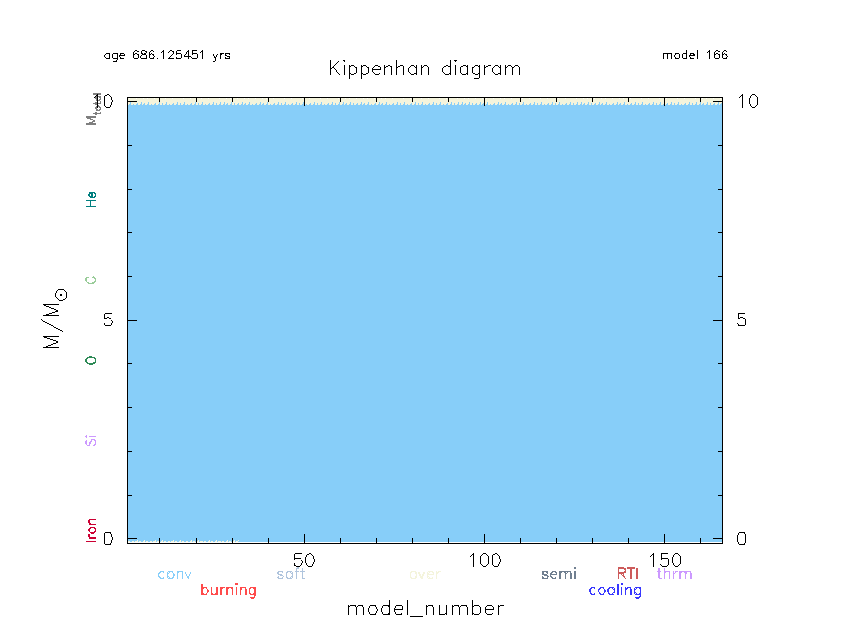 age 686.125451 yrs
model 166
Kippenhan diagram
10
10
M_total
He
C
M/M⊙
5
5
O
Si
Iron
0
0
50
100
150
conv
soft
over
semi
RTI
thrm
burning
cooling
model_number